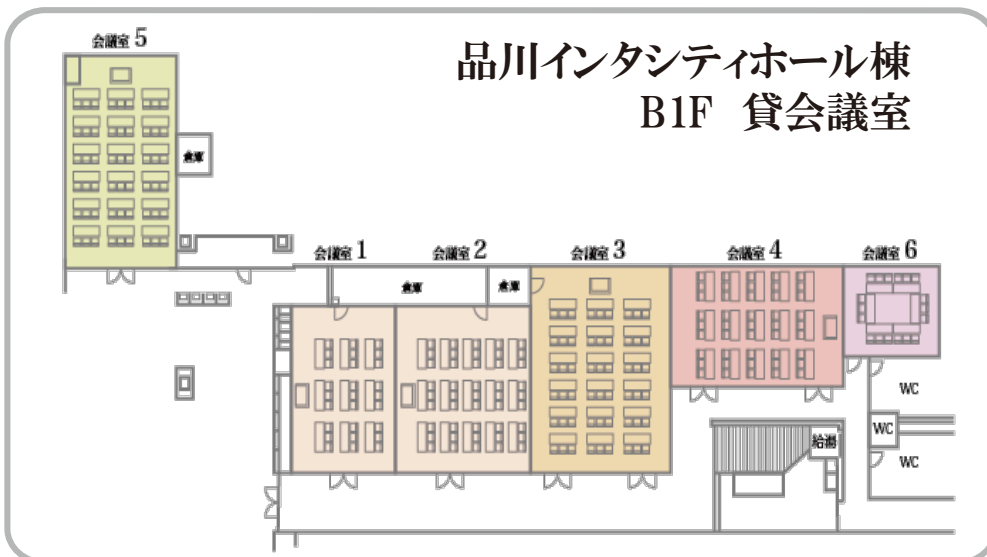 品川インタシティホール棟
B1F 貸会議室
会議室 5
倉庫
会議室 1
会議室 2
会議室 3
会議室 4
会議室 6
倉庫
倉庫
WC
WC
給湯
WC